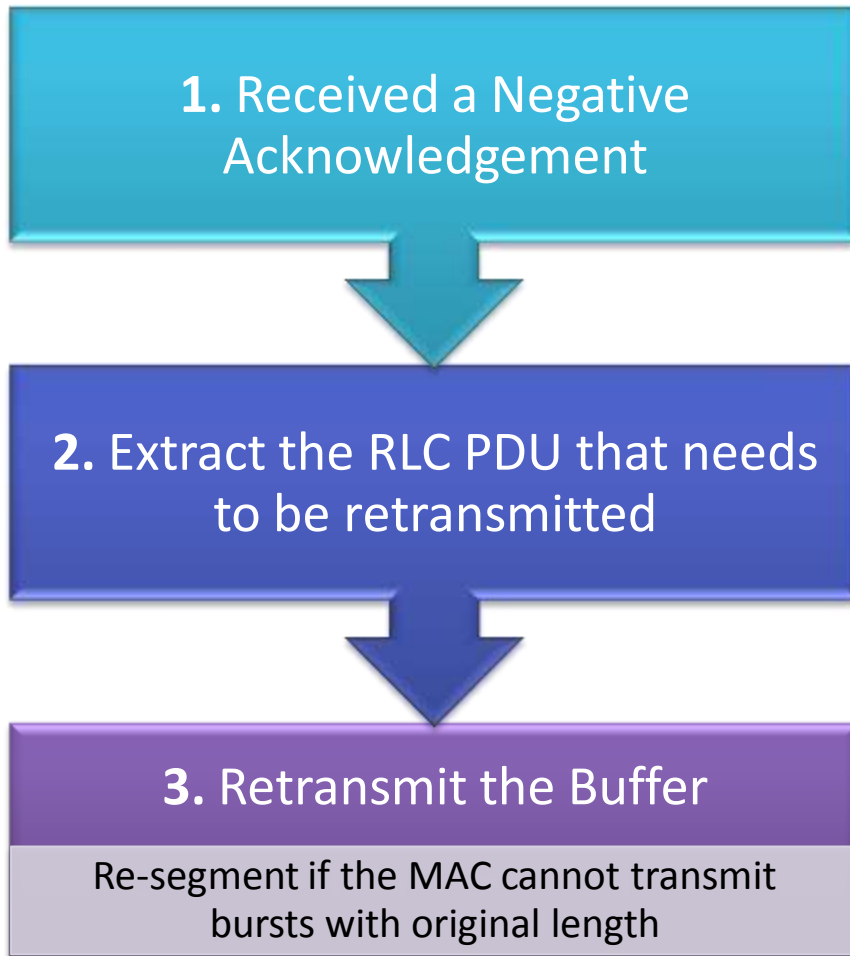 1. Received a Negative
Acknowledgement
2. Extract the RLC PDU that needs
to be retransmitted
3. Retransmit the Buffer
Re-segment if the MAC cannot transmit
bursts with original length